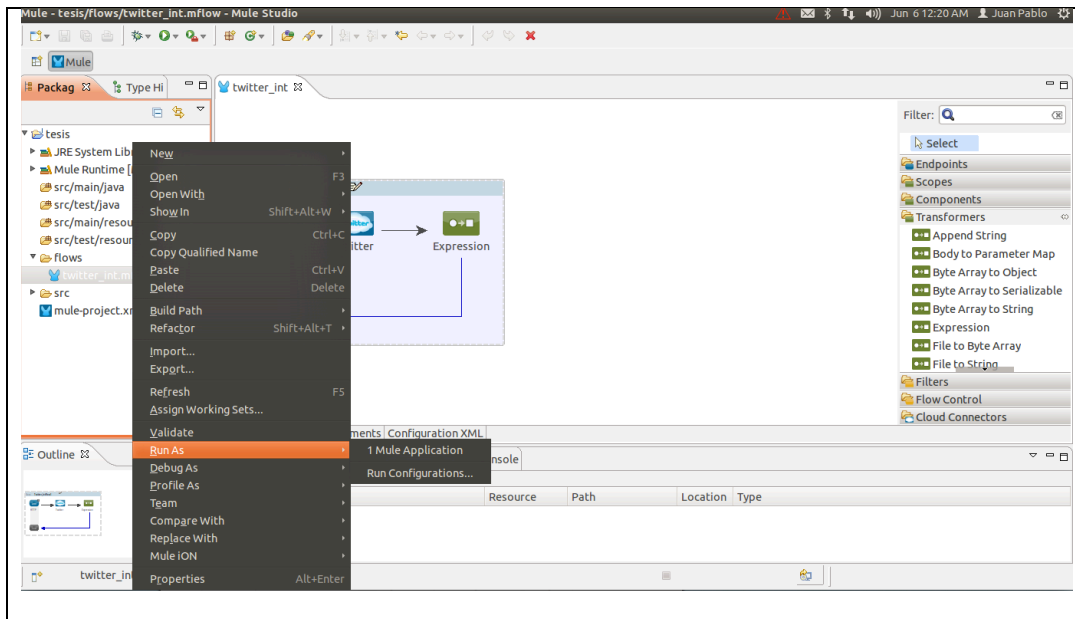 Mule - tesis/flows/twitter_int.mflow - Mule Studio
Jun 6 12:20 AM Juan Pablo
Mule
Packag
Type Hi
twitter_int
Filter:
tesis
JRE System Lib
Mule Runtime [
src/main/java
src/test/java
src/main/resou
src/test/resour
flows
twitter_int.m
src
mule-project.xr
New
Open F3
Open With
Show In Shift+Alt+W
Copy Ctrl+C
Copy Qualified Name
Paste Ctrl+V
Delete Delete
Build Path
Refactor Shift+Alt+T
Import...
Export...
Refresh F5
Assign Working Sets...
Validate
Run As
Debug As
Profile As
Team
Compare With
Replace With
Mule iON
Properties Alt+Enter
1 Mule Application
Run Configurations...
itter
Expression
Select
Endpoints
Scopes
Components
Transformers
Append String
Body to Parameter Map
Byte Array to Object
Byte Array to Serializable
Byte Array to String
Expression
File to Byte Array
File to String
Filters
Flow Control
Cloud Connectors
ments Configuration XML
Outline
nsole
Resource Path Location Type
twitter_in